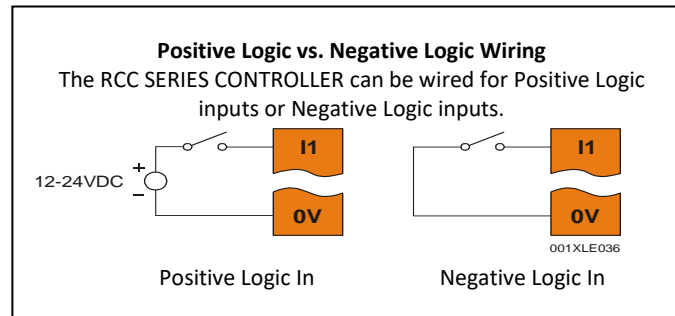 Positive Logic vs. Negative Logic Wiring
The RCC SERIES CONTROLLER can be wired for Positive Logic
inputs or Negative Logic inputs.
I1
I1
+
12-24VDC
–
0V
0V
001XLE036
Positive Logic In
Negative Logic In